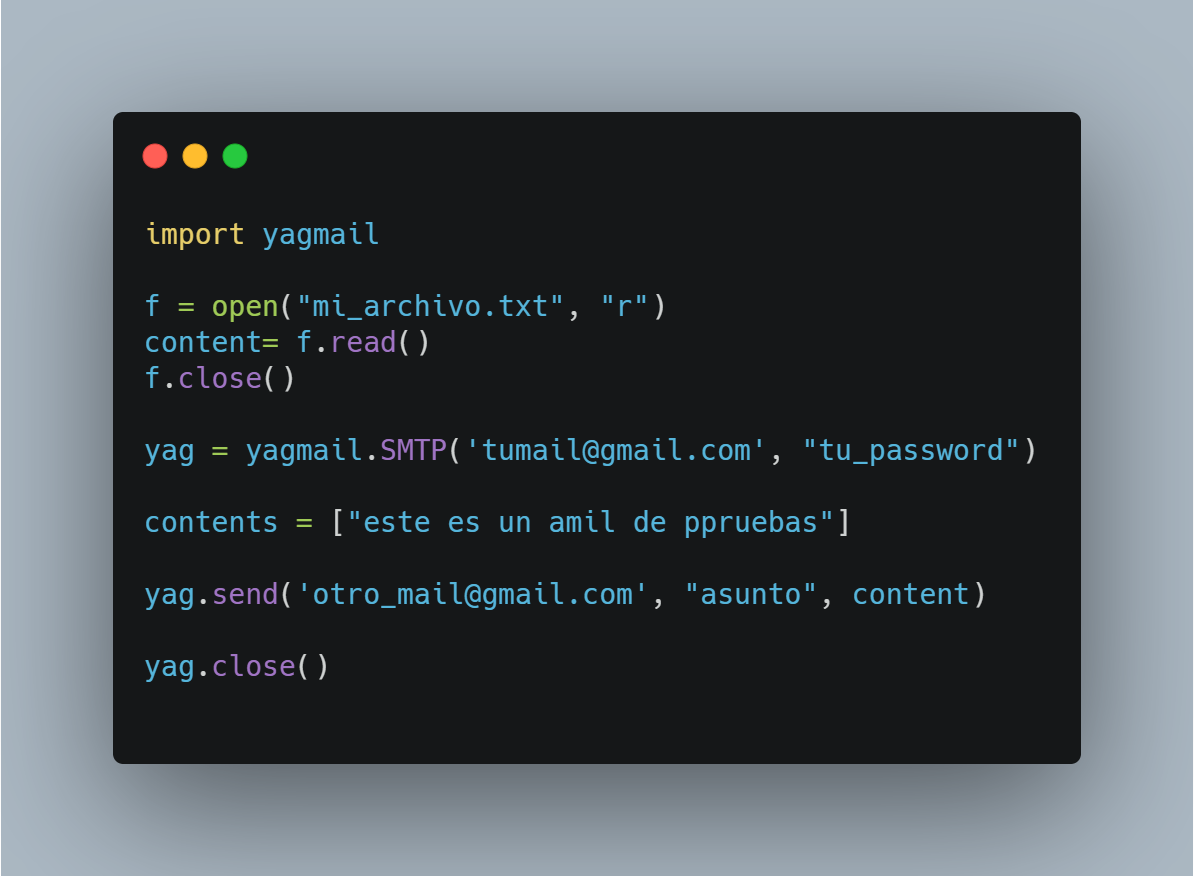 import yagmail
f = open("mi_archivo.txt", "r")
content= f.read()
f.close()
yag = yagmail.SMTP('tumail@gmail.com', "tu_password")
contents = ["este es un amil de ppruebas"]
yag.send('otro_mail@gmail.com', "asunto", content)
yag.close()